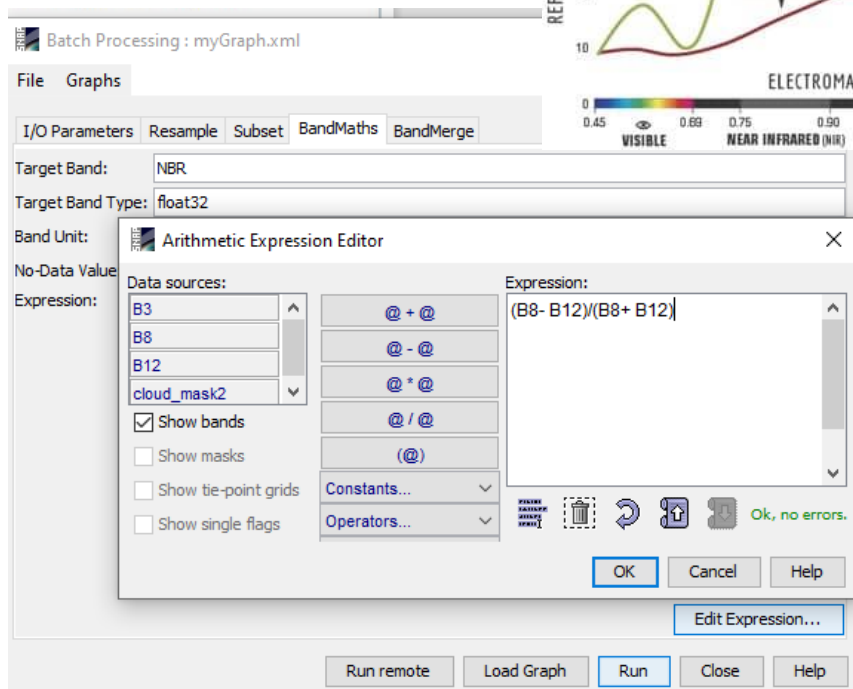 REF
10
ELECTROMA
0
0.45 0.69 0.75 0.90
VISIBLE NEAR INFRARED (NIR)
Batch Processing : myGraph.xml
File Graphs
I/O Parameters Resample Subset BandMaths BandMerge
Target Band: NBR
Target Band Type: float32
Band Unit:
No-Data Value
Expression:
Arithmetic Expression Editor
Data sources:
B3
B8
B12
cloud_mask2
Show bands
Show masks
Show tie-point grids
Show single flags
@ + @
@ - @
@ * @
@ / @
(@)
Constants...
Operators...
Expression:
(B8- B12)/(B8+ B12)
Ok, no errors.
OK Cancel Help
Edit Expression...
Run remote Load Graph Run Close Help